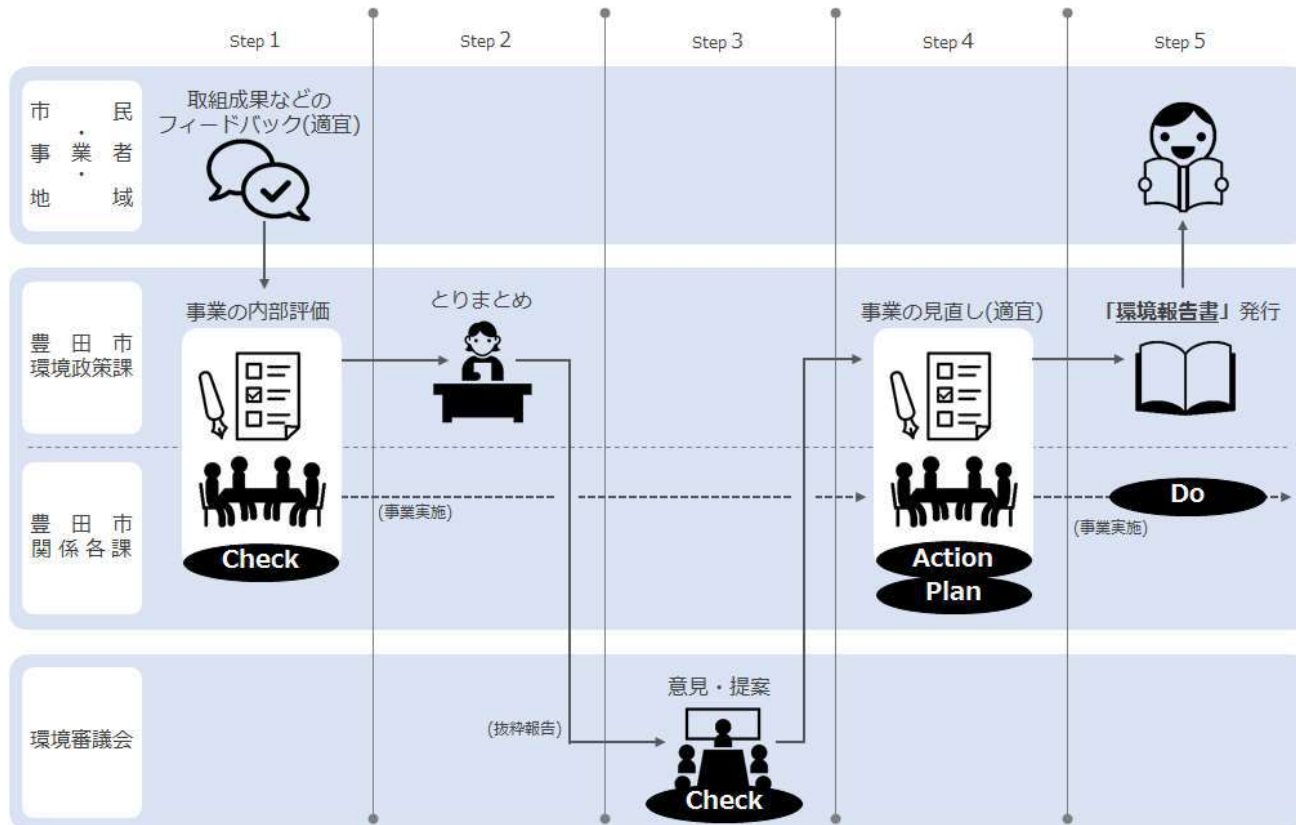 Step 1
Step 2
Step 3
Step 4
Step 5
市民
・
事業者
・
地域
取組成果などの
フィードバック(適宜)
豊田市
環境政策課
事業の内部評価
とりまとめ
事業の見直し(適宜)
「環境報告書」発行
豊田市
関係各課
(事業実施)
(事業実施)
Do
Check
Action
Plan
環境審議会
(抜粋報告)
意見・提案
Check